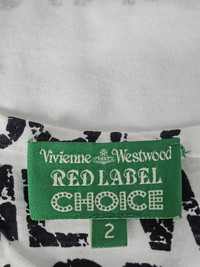 Vivienne Westwood
RED LABEL
CHOICE
2